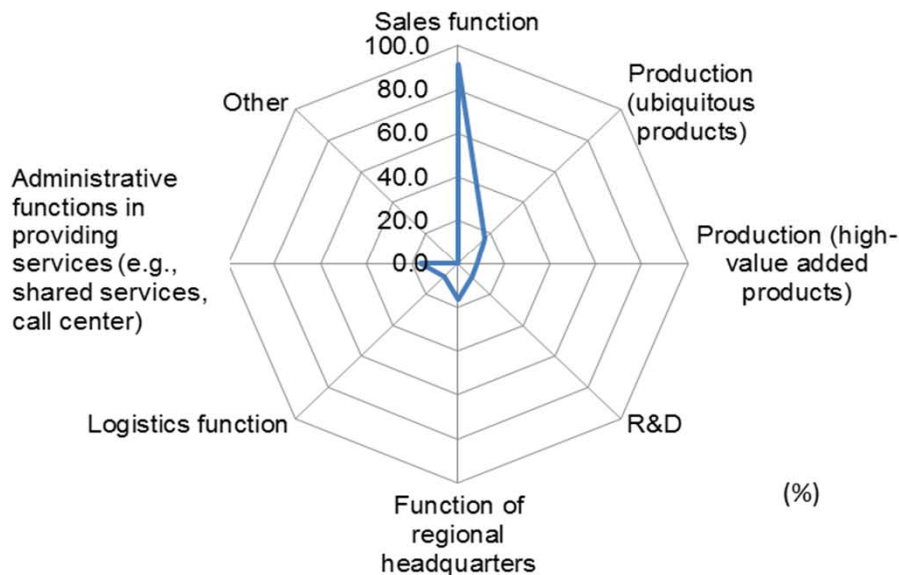 Sales function
100.0
80.0
60.0
40.0
20.0
0.0
Production
(ubiquitous
products)
Production (high-
value added
products)
R&D
Function of
regional
headquarters
Logistics function
Administrative
functions in
providing
services (e.g.,
shared services,
call center)
Other
(%)